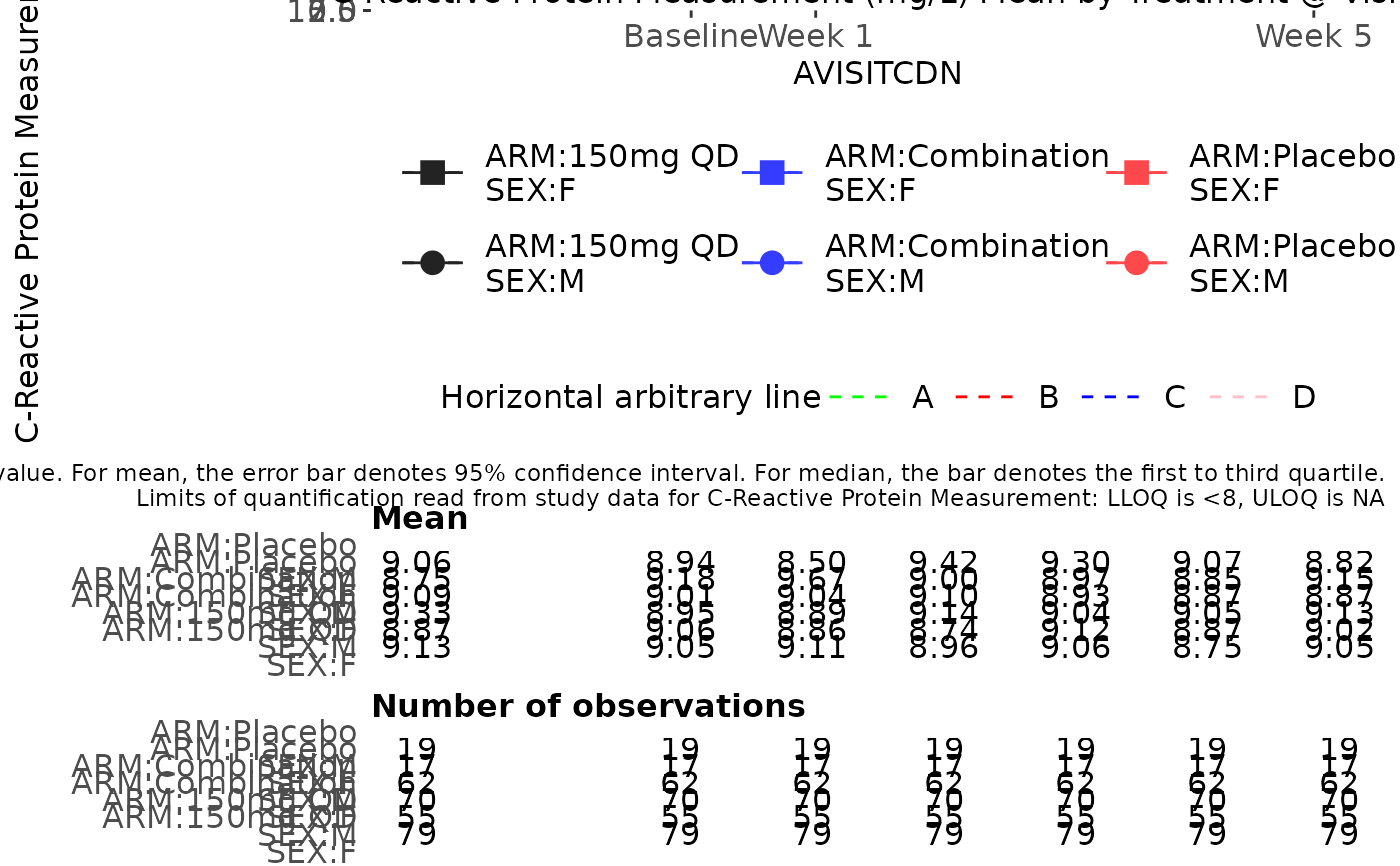 C-Reactive Protein Measurement (mg/L) Mean by Treatment @ Visi
C-Reactive Protein Measurem
Baseline Week 1 Week 5
AVISITCDN
ARM:150mg QD ARM:Combination ARM:Placebo
SEX:F SEX:F SEX:F
ARM:150mg QD ARM:Combination ARM:Placebo
SEX:M SEX:M SEX:M
Horizontal arbitrary line A B C D
value. For mean, the error bar denotes 95% confidence interval. For median, the bar denotes the first to third quartile.
Limits of quantification read from study data for C-Reactive Protein Measurement: LLOQ is <8, ULOQ is NA
Mean
ARM:Placebo
ARM:Placebo 9.06 8.94 8.50 9.42 9.30 9.07 8.82
ARM:Combination 8.75 9.18 9.67 9.00 8.97 8.85 9.15
ARM:Combination 9.09 9.01 9.04 9.10 8.93 8.87 8.87
ARM:150mg QD 9.33 8.95 8.89 9.14 9.04 9.05 9.13
ARM:150mg QD 8.87 9.06 8.86 8.74 9.12 8.87 9.02
SEX:M 9.13 9.05 9.11 8.96 9.06 8.75 9.05
SEX:F
Number of observations
ARM:Placebo
ARM:Placebo 19 19 19 19 19 19 19
ARM:Combination 17 17 17 17 17 17 17
ARM:Combination 62 62 62 62 62 62 62
ARM:150mg QD 70 70 70 70 70 70 70
ARM:150mg QD 55 55 55 55 55 55 55
SEX:M 79 79 79 79 79 79 79
SEX:F